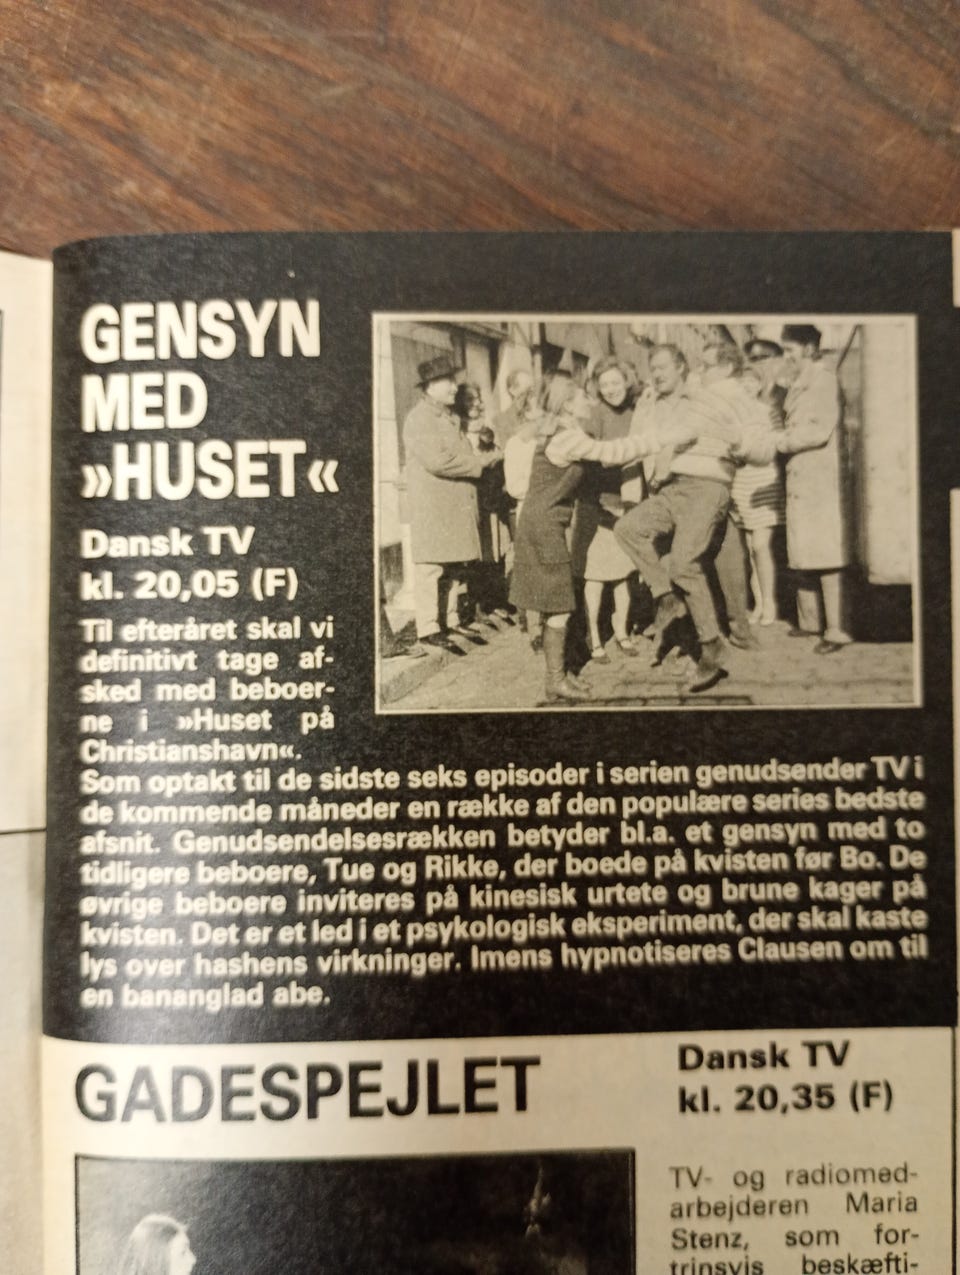 GENSYN
MED
»HUSET«
Dansk TV
kl. 20,05 (F)
Til efteråret skal vi
definitivt tage af-
sked med beboer-
ne i »Huset på
Christianshavn«.
Som optakt til de sidste seks episoder i serien genudsender TV i
de kommende måneder en række af den populære series bedste
afsnit. Genudsendelsesrækken betyder bl.a. et gensyn med to
tidligere beboere, Tue og Rikke, der boede på kvisten før Bo. De
øvrige beboere inviteres på kinesisk urtete og brune kager på
kvisten. Det er et led i et psykologisk eksperiment, der skal kaste
lys over hashens virkninger. Imens hypnotiseres Clausen om til
en bananglad abe.
GADESPEJLET
Dansk TV
kl. 20,35 (F)
TV- og radiomed-
arbejderen Maria
Stenz, som for-
trinsvis beskæfti-